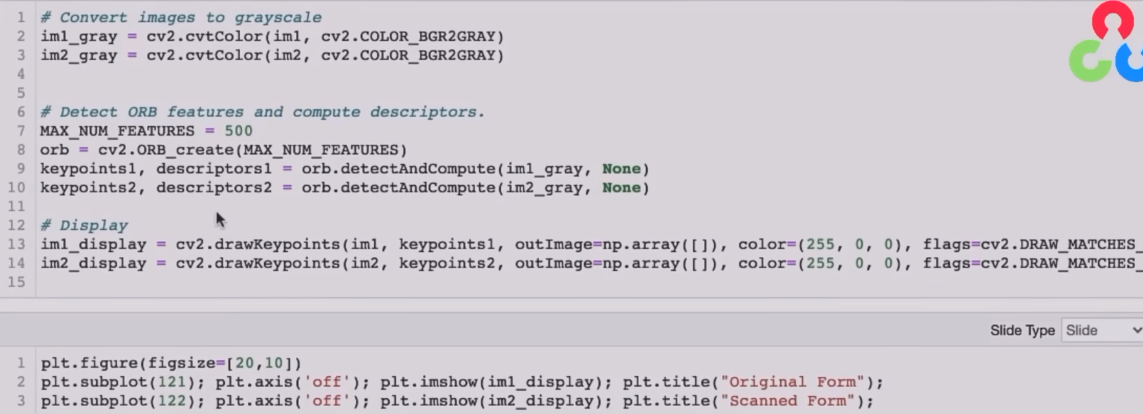 1 # Convert images to grayscale
2 im1_gray = cv2.cvtColor(im1, cv2.COLOR_BGR2GRAY)
3 im2_gray = cv2.cvtColor(im2, cv2.COLOR_BGR2GRAY)
4
5
6 # Detect ORB features and compute descriptors.
7 MAX_NUM_FEATURES = 500
8 orb = cv2.ORB_create(MAX_NUM_FEATURES)
9 keypoints1, descriptors1 = orb.detectAndCompute(im1_gray, None)
10 keypoints2, descriptors2 = orb.detectAndCompute(im2_gray, None)
11
12 # Display
13 im1_display = cv2.drawKeypoints(im1, keypoints1, outImage=np.array([]), color=(255, 0, 0), flags=cv2.DRAW_MATCHES_
14 im2_display = cv2.drawKeypoints(im2, keypoints2, outImage=np.array([]), color=(255, 0, 0), flags=cv2.DRAW_MATCHES_
15
Slide Type Slide
1 plt.figure(figsize=[20,10])
2 plt.subplot(121); plt.axis('off'); plt.imshow(im1_display); plt.title("Original Form");
3 plt.subplot(122); plt.axis('off'); plt.imshow(im2_display); plt.title("Scanned Form");